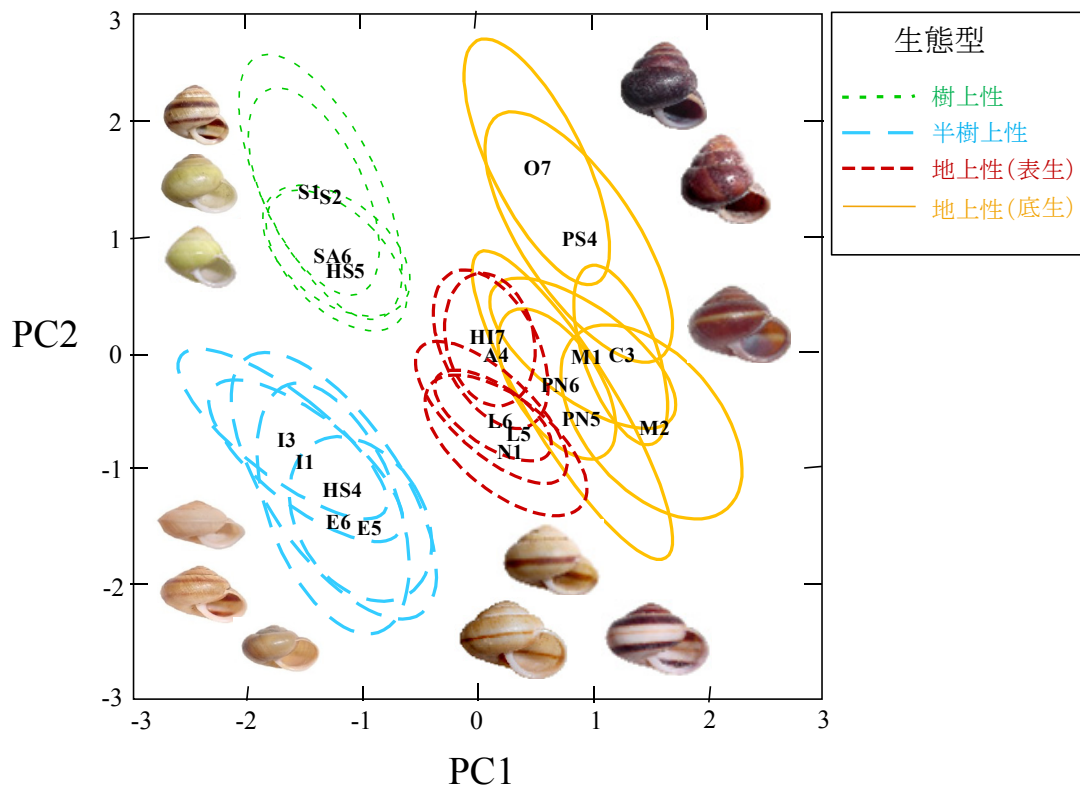 3
2
1
0
-1
-2
-3
-3
-2
-1
0
1
2
3
PC2
PC1
S1
S2
SA6
HS5
O7
PS4
HI7
A4
M1
C3
PN6
PN5
M2
L6
L5
N1
I3
I1
HS4
E6
E5
生態型
樹上性
半樹上性
地上性(表生)
地上性(底生)